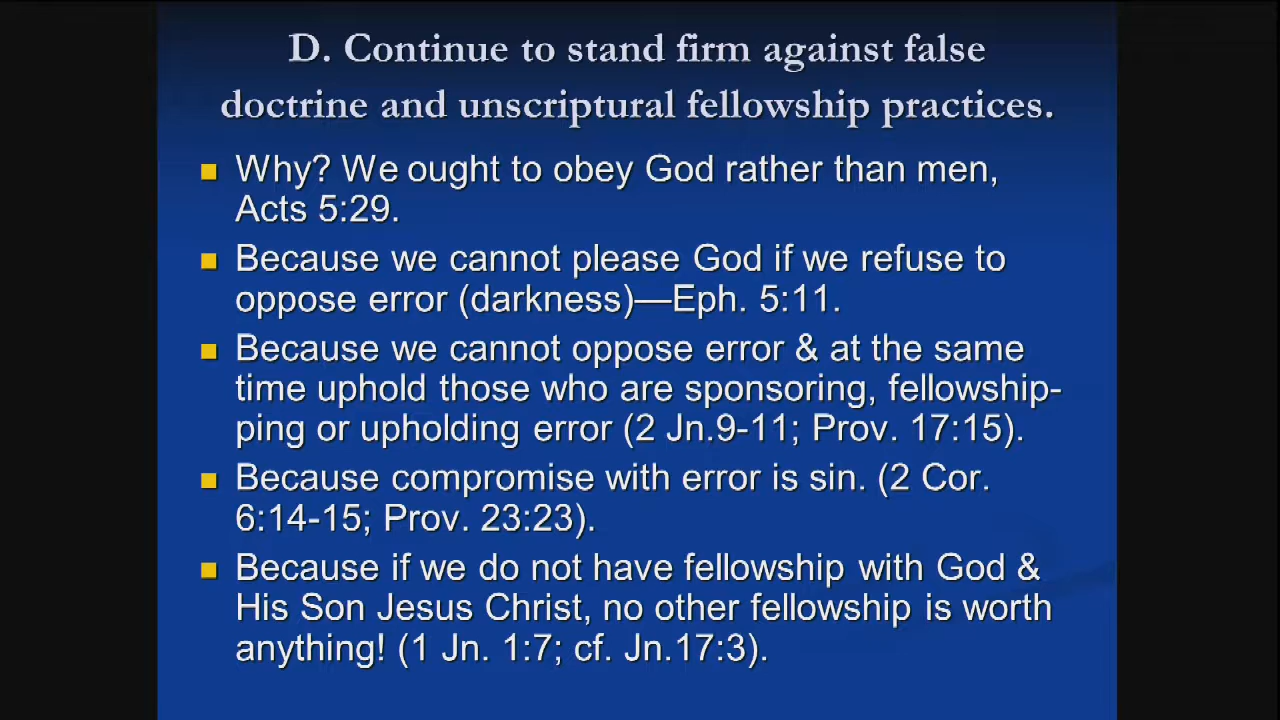 D. Continue to stand firm against false
doctrine and unscriptural fellowship practices.
Why? We ought to obey God rather than men,
Acts 5:29.
Because we cannot please God if we refuse to
oppose error (darkness)—Eph. 5:11.
Because we cannot oppose error & at the same
time uphold those who are sponsoring, fellowship-
ping or upholding error (2 Jn.9-11; Prov. 17:15).
Because compromise with error is sin. (2 Cor.
6:14-15; Prov. 23:23).
Because if we do not have fellowship with God &
His Son Jesus Christ, no other fellowship is worth
anything! (1 Jn. 1:7; cf. Jn.17:3).